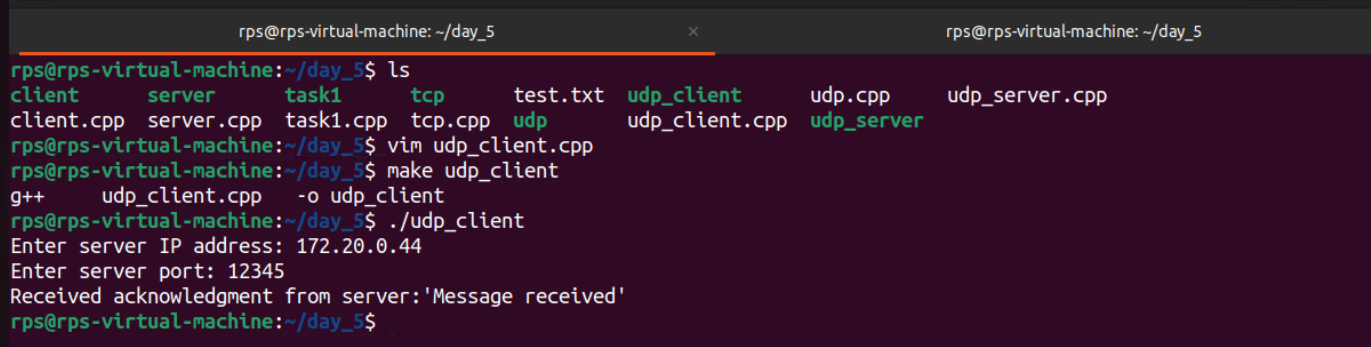 rps@rps-virtual-machine: ~/day_5 × rps@rps-virtual-machine: ~/day_5
rps@rps-virtual-machine:~/day_5$ ls
client server task1 tcp test.txt udp_client udp.cpp udp_server.cpp
client.cpp server.cpp task1.cpp tcp.cpp udp udp_client.cpp udp_server
rps@rps-virtual-machine:~/day_5$ vim udp_client.cpp
rps@rps-virtual-machine:~/day_5$ make udp_client
g++ udp_client.cpp -o udp_client
rps@rps-virtual-machine:~/day_5$ ./udp_client
Enter server IP address: 172.20.0.44
Enter server port: 12345
Received acknowledgment from server:'Message received'
rps@rps-virtual-machine:~/day_5$